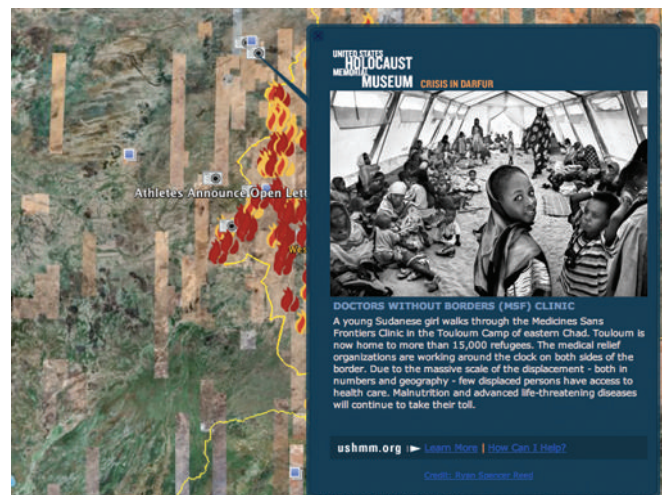 UNITED STATES
HOLOCAUST
MEMORIAL
MUSEUM CRISIS IN DARFUR
Athletes Announce Open Lett
DOCTORS WITHOUT BORDERS (MSF) CLINIC
A young Sudanese girl walks through the Medicines Sans
Frontiers Clinic in the Touloum Camp of eastern Chad. Touloum is
now home to more than 15,000 refugees. The medical relief
organizations are working around the clock on both sides of the
border. Due to the massive scale of the displacement - both in
numbers and geography - few displaced persons have access to
health care. Malnutrition and advanced life-threatening diseases
will continue to take their toll.
ushmm.org Learn More | How Can I Help?
Credit: Ryan Spencer Reed